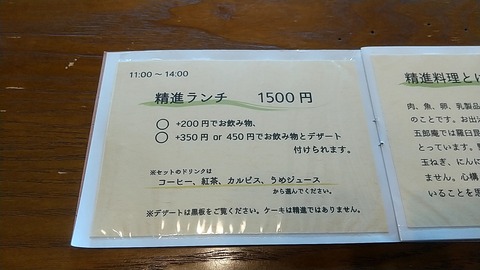 11:00 ～ 14:00
精進ランチ 1500円
○ +200円でお飲み物、
○ +350円 or 450円でお飲み物とデザート
付けられます。
※セットのドリンクは
コーヒー、紅茶、カルピス、うめジュース
から選んでください。
※デザートは黒板をご覧ください。ケーキは精進ではありません。
精進料理とは
肉、魚、卵、乳製品
のことです。お出汁
五郎庵では羅臼昆
とっています。
玉ねぎ、にんに
ません。心構
いることを思